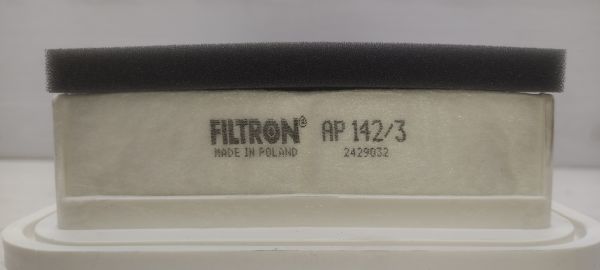 FILTRON® AP 142/3
MADE IN POLAND 2429032